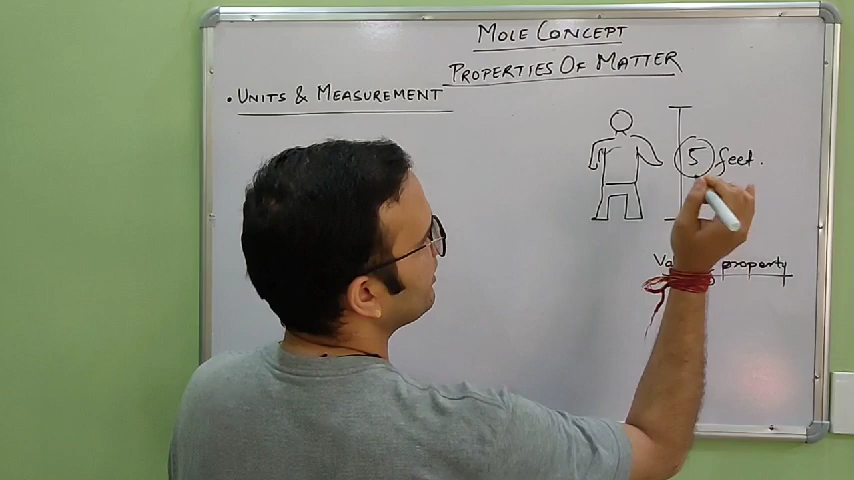 MOLE CONCEPT
PROPERTIES OF MATTER
• UNITS & MEASUREMENT
5 feet.
property